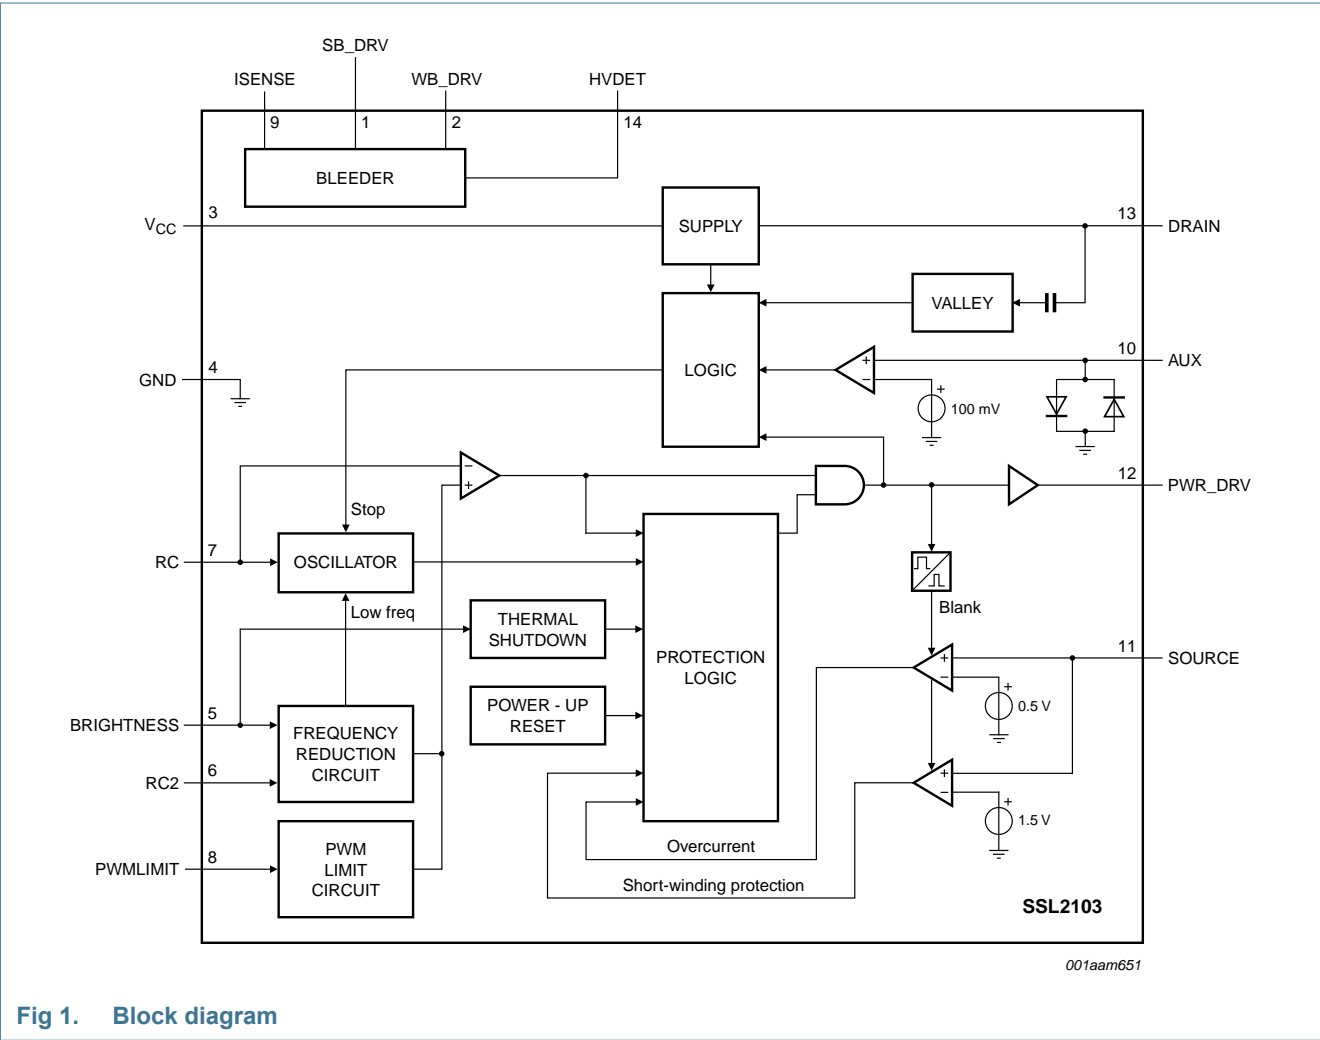 SB_DRV
ISENSE WB_DRV HVDET
9 1 2 14
BLEEDER
VCC 3 SUPPLY 13 DRAIN
VALLEY
GND 4 LOGIC 10 AUX
+
−
+
100 mV
−
+
12 PWR_DRV
Stop
RC 7 OSCILLATOR
Low freq
Blank
THERMAL
SHUTDOWN
PROTECTION
LOGIC
11 SOURCE
+
−
+
0.5 V
POWER - UP
RESET
BRIGHTNESS 5
RC2 6
FREQUENCY
REDUCTION
CIRCUIT
+
−
+
1.5 V
PWMLIMIT 8
PWM
LIMIT
CIRCUIT
Overcurrent
Short-winding protection
SSL2103
001aam651
Fig 1. Block diagram